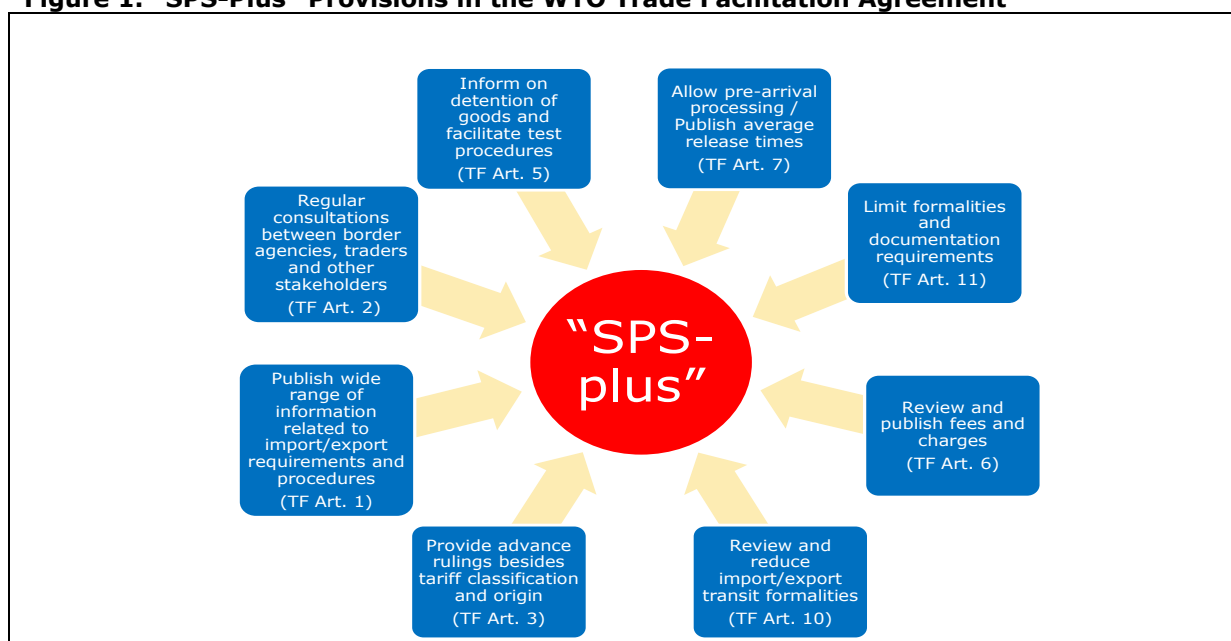 Figure 1: "SPS-Plus" Provisions in the WTO Trade Facilitation Agreement
Inform on
detention of
goods and
facilitate test
procedures
(TF Art. 5)
Allow pre-arrival
processing /
Publish average
release times
(TF Art. 7)
Regular
consultations
between border
agencies, traders
and other
stakeholders
(TF Art. 2)
Limit formalities
and
documentation
requirements
(TF Art. 11)
“SPS-
plus”
Publish wide
range of
information
related to
import/export
requirements and
procedures
(TF Art. 1)
Review and
publish fees and
charges
(TF Art. 6)
Provide advance
rulings besides
tariff classification
and origin
(TF Art. 3)
Review and
reduce
import/export
transit formalities
(TF Art. 10)